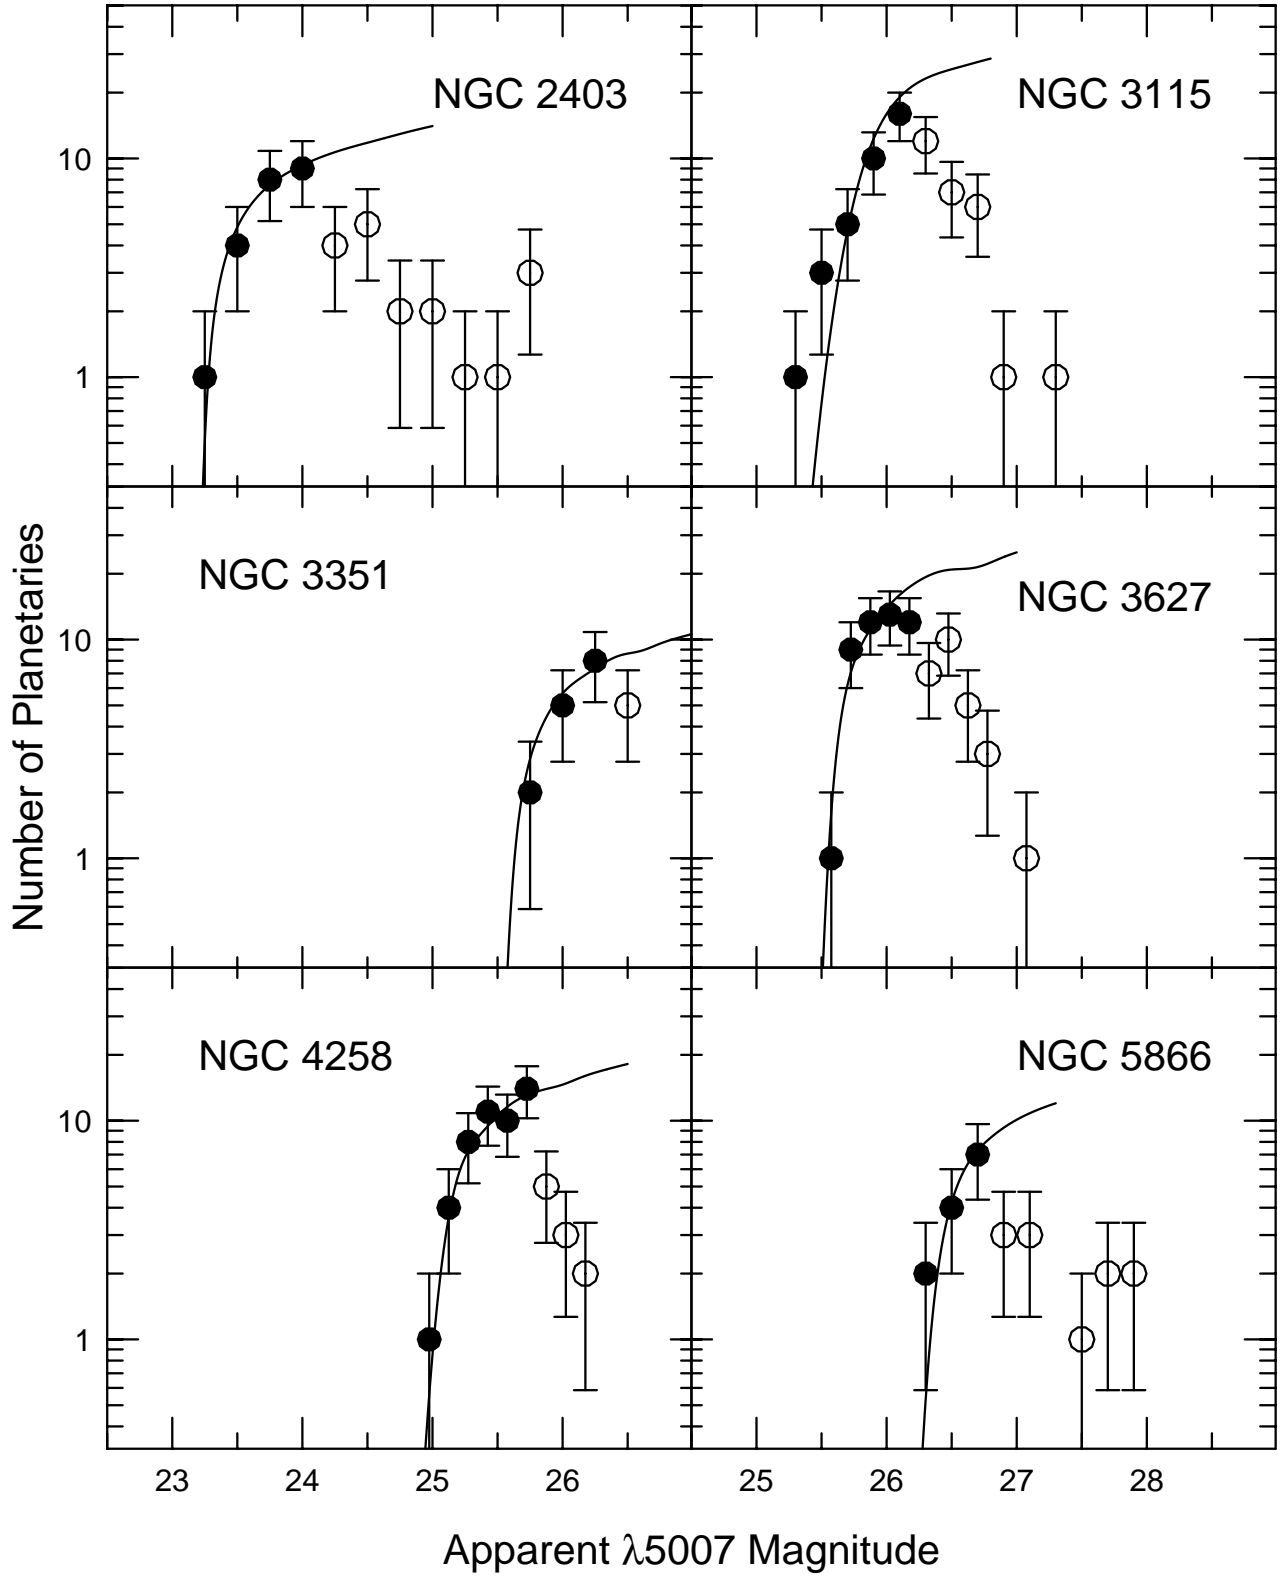 NGC 2403
NGC 3115
10
1
NGC 3351
NGC 3627
10
1
NGC 4258
NGC 5866
10
1
23 24 25 26 25 26 27 28
Number of Planetaries
Apparent λ5007 Magnitude